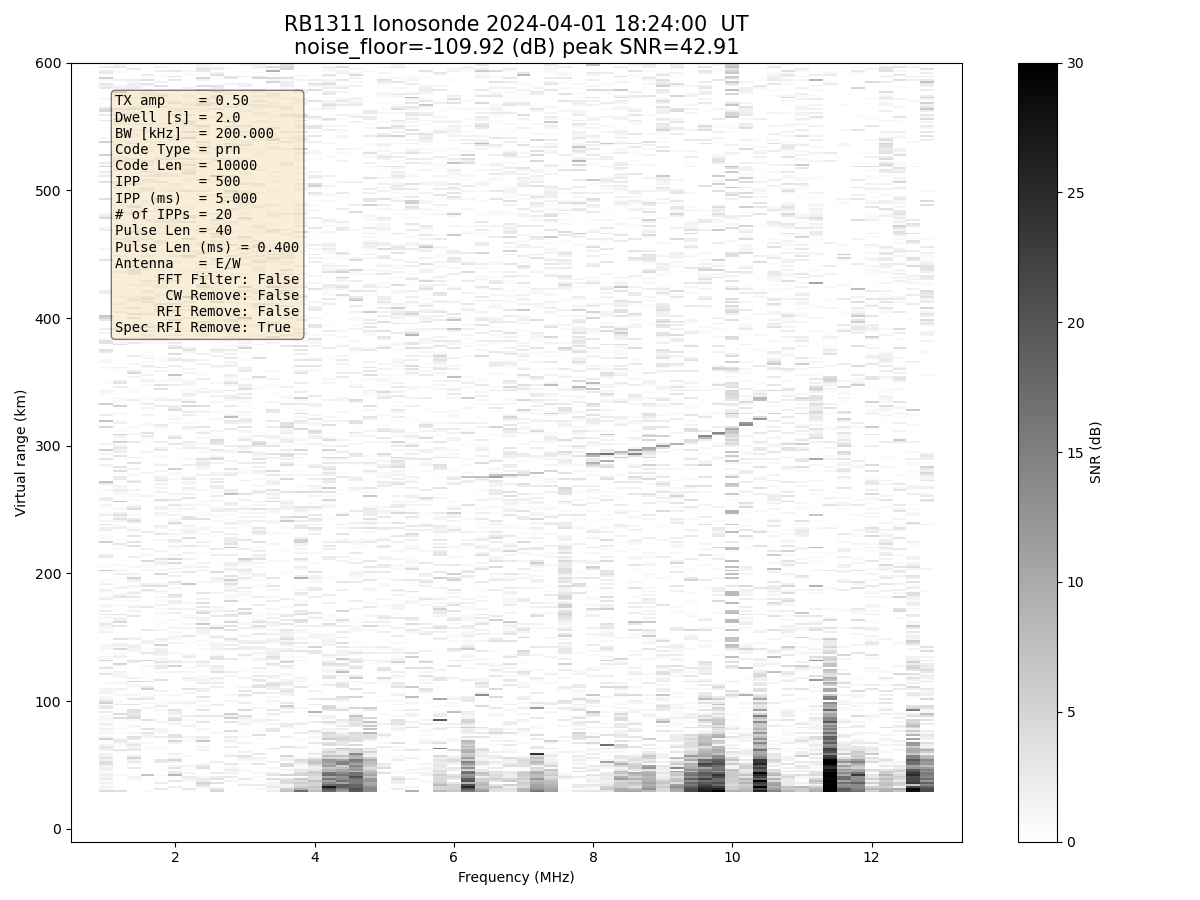 RB1311 Ionosonde 2024-04-01 18:24:00  UT
noise_floor=-109.92 (dB) peak SNR=42.91
TX amp    = 0.50
Dwell [s] = 2.0
BW [kHz]  = 200.000
Code Type = prn
Code Len  = 10000
IPP       = 500
IPP (ms)  = 5.000
# of IPPs = 20
Pulse Len = 40
Pulse Len (ms) = 0.400
Antenna   = E/W
FFT Filter: False
CW Remove: False
RFI Remove: False
Spec RFI Remove: True
600
500
400
300
200
100
0
Virtual range (km)
2 4 6 8 10 12
Frequency (MHz)
30
25
20
15
10
5
0
SNR (dB)